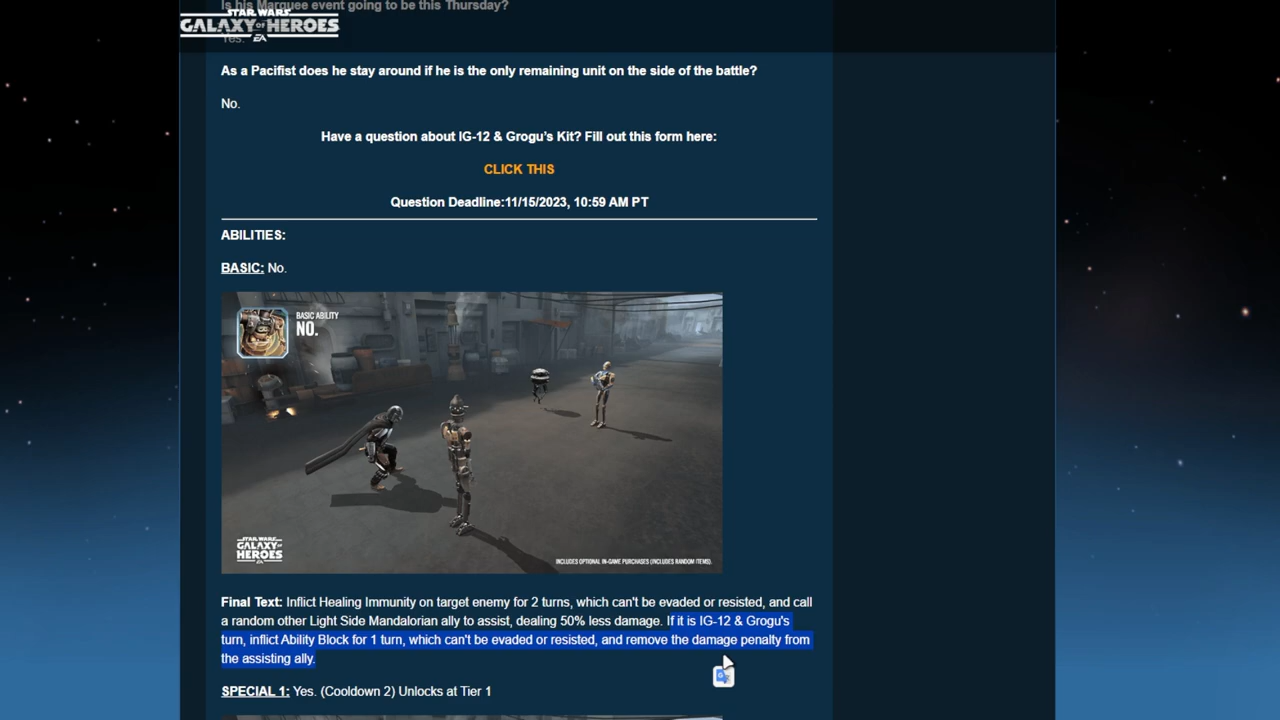 Is his Marquee event going to be this Thursday?
STAR WARS
GALAXY OF HEROES
EA
Yes.
As a Pacifist does he stay around if he is the only remaining unit on the side of the battle?
No.
Have a question about IG-12 & Grogu's Kit? Fill out this form here:
CLICK THIS
Question Deadline:11/15/2023, 10:59 AM PT
ABILITIES:
BASIC: No.
BASIC ABILITY
NO.
STAR WARS
GALAXY OF
HEROES
EA
INCLUDES OPTIONAL IN-GAME PURCHASES (INCLUDES RANDOM ITEMS).
Final Text: Inflict Healing Immunity on target enemy for 2 turns, which can't be evaded or resisted, and call
a random other Light Side Mandalorian ally to assist, dealing 50% less damage. If it is IG-12 & Grogu's
turn, inflict Ability Block for 1 turn, which can't be evaded or resisted, and remove the damage penalty from
the assisting ally.
SPECIAL 1: Yes. (Cooldown 2) Unlocks at Tier 1